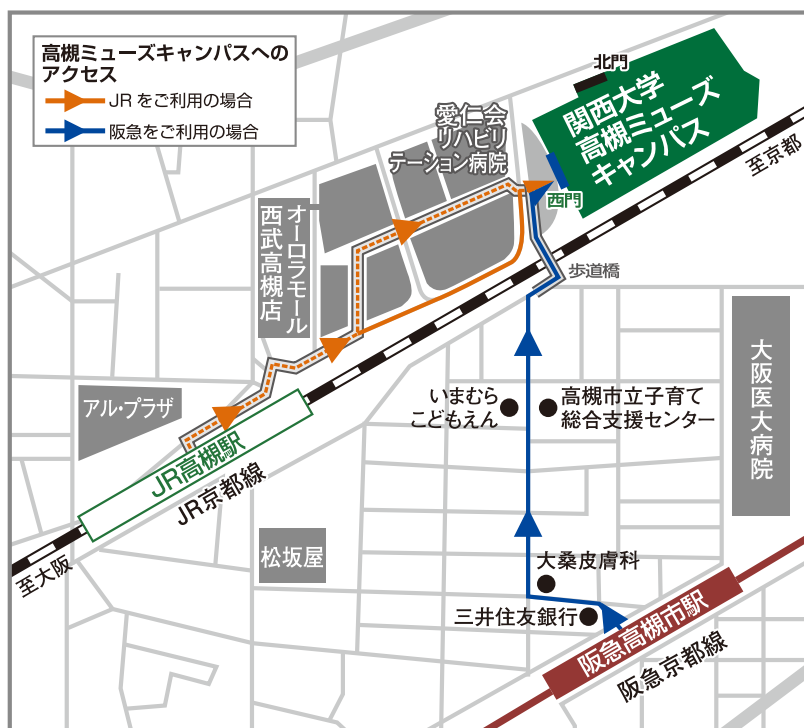 高槻ミューズキャンパスへの
アクセス
JRをご利用の場合
阪急をご利用の場合
北門
関西大学
高槻ミューズ
キャンパス
愛仁会
リハビリ
テーション病院
至京都
西門
歩道橋
オーロラモール
西武高槻店
アル・プラザ
JR高槻駅
JR京都線
至大阪
いまむら
こどもえん
高槻市立子育て
総合支援センター
大阪医大病院
松坂屋
大桑皮膚科
三井住友銀行
阪急高槻市駅
阪急京都線